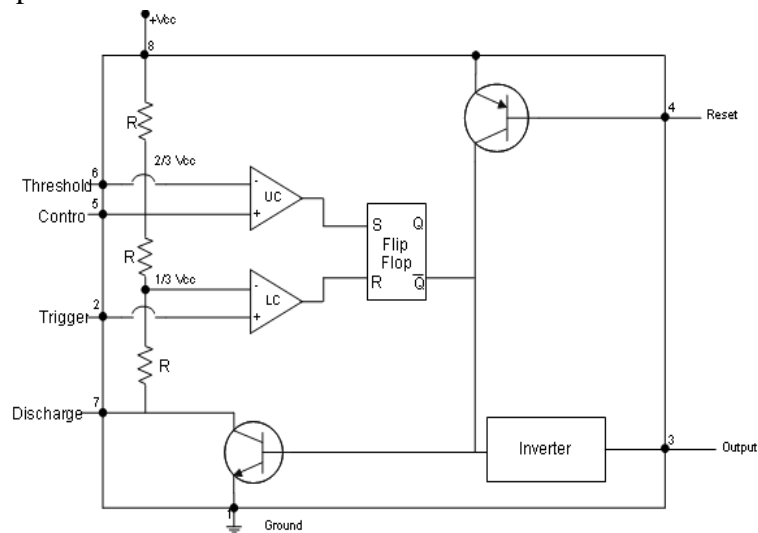 +Vcc
8
R
4
Reset
6
2/3 Vcc
Threshold
-
UC
5
Contro
+
S Q
Flip
Flop
R
1/3 Vcc
-
LC
R Q
2
Trigger
+
R
7
Discharge
3
Inverter
Output
1
Ground